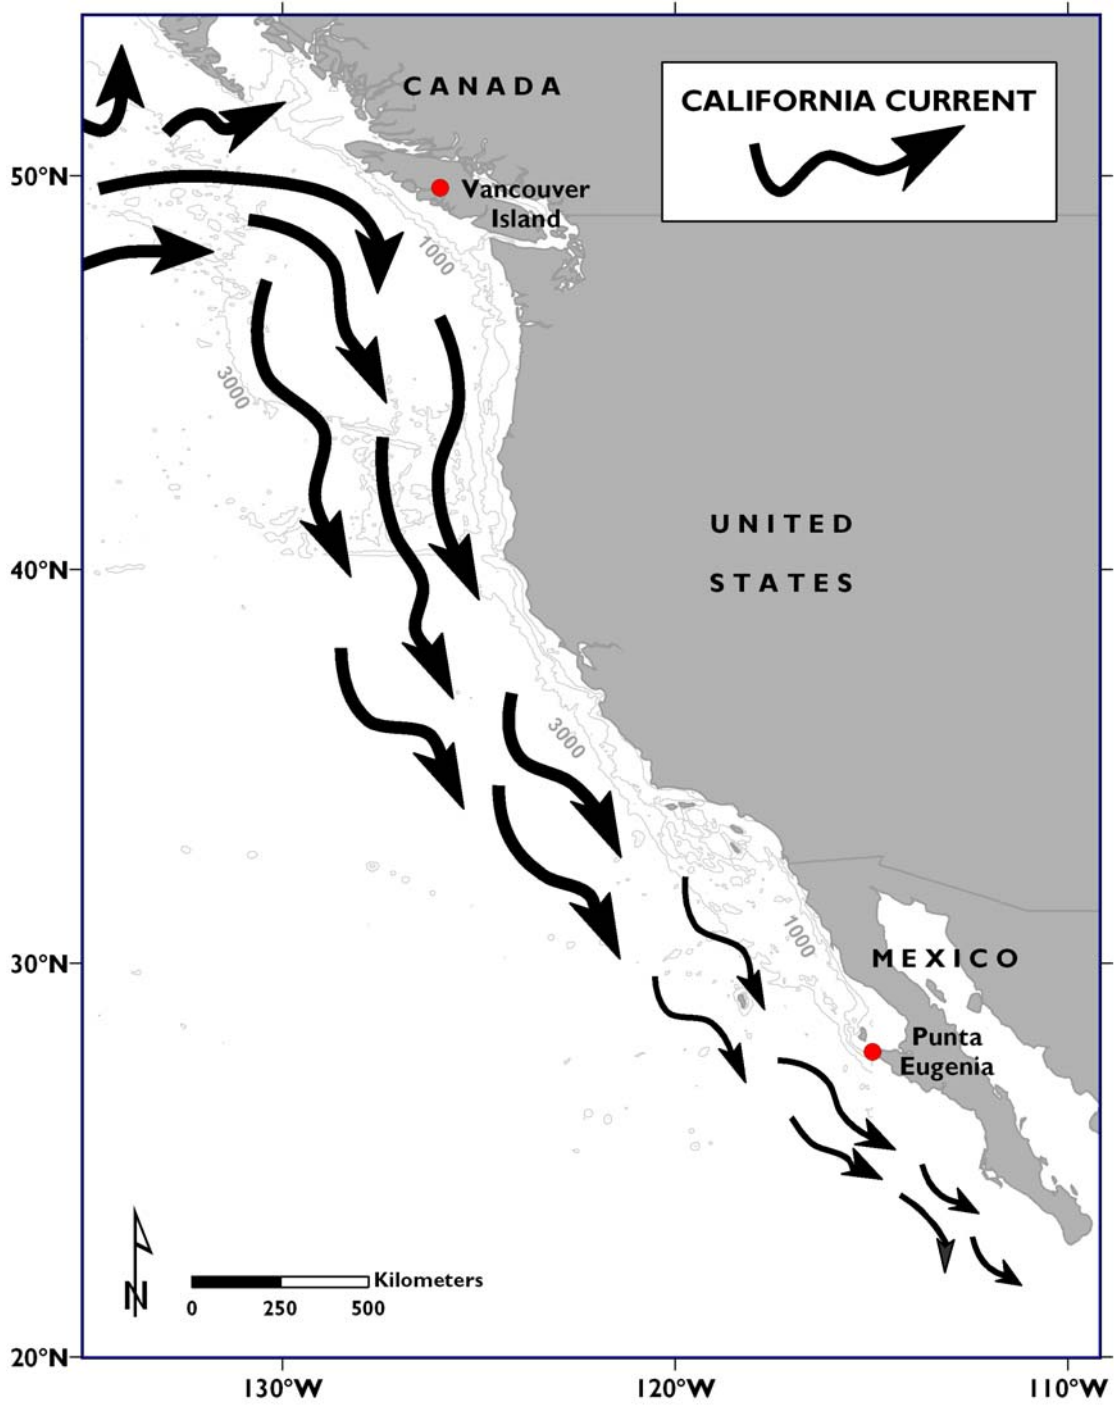 CANADA
CALIFORNIA CURRENT
50°N
Vancouver
Island
1000
3000
UNITED
40°N
STATES
3000
1000
30°N
MEXICO
Punta
Eugenia
N
Kilometers
0 250 500
20°N
130°W 120°W 110°W